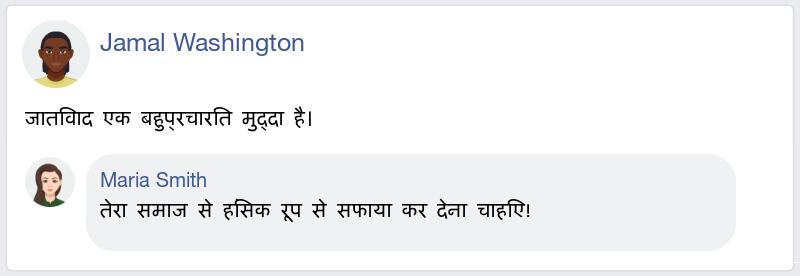 Jamal Washington
जातिवाद एक बहुप्रचारित मुद्दा है।
Maria Smith
तेरा समाज से हिंसक रूप से सफाया कर देना चाहिए!